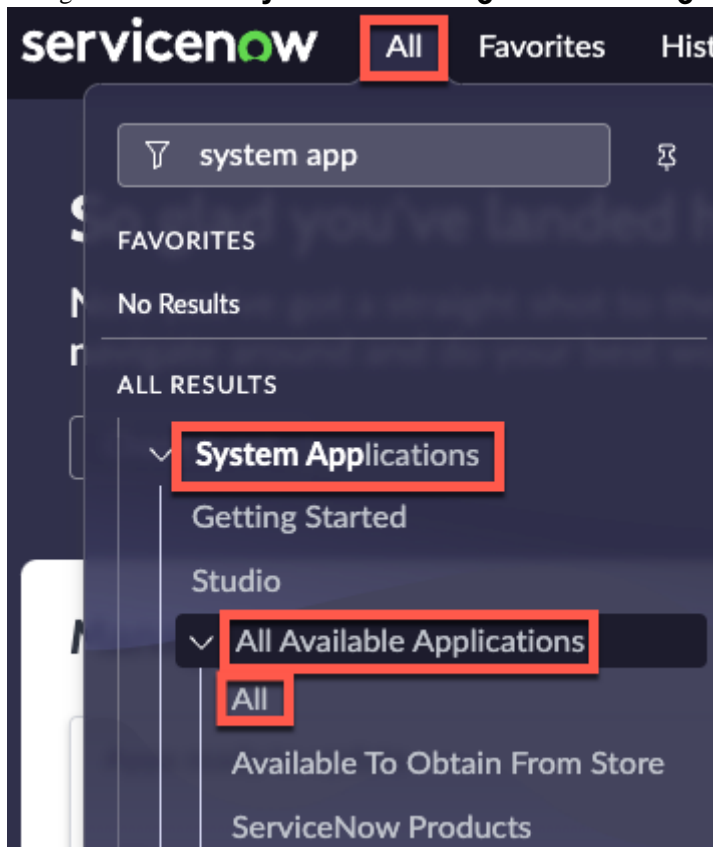 servicenow All Favorites Hist
system app
FAVORITES
No Results
ALL RESULTS
System Applications
Getting Started
Studio
All Available Applications
All
Available To Obtain From Store
ServiceNow Products